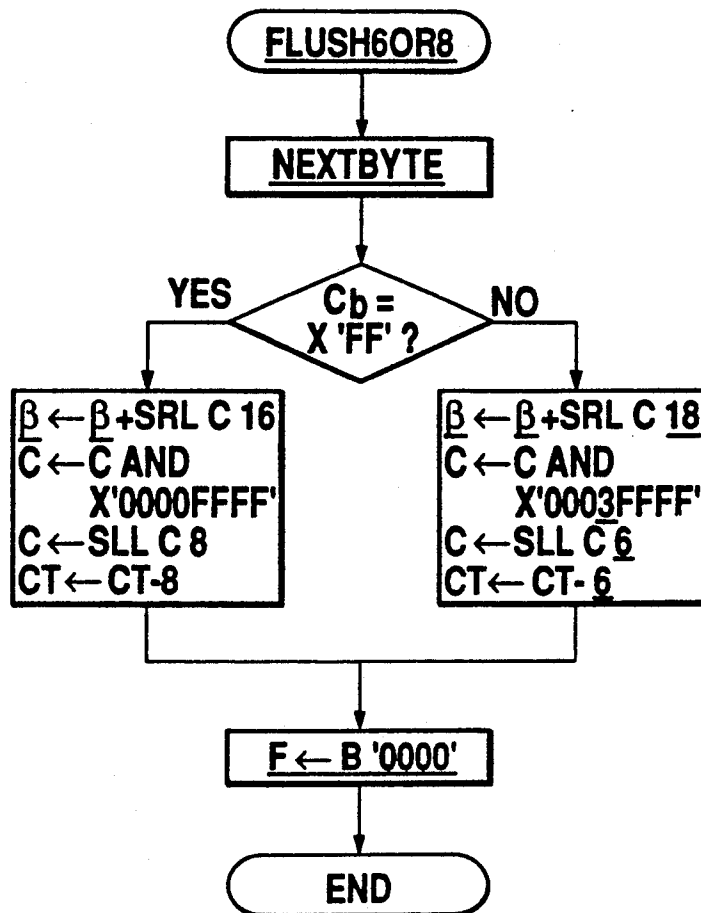 FLUSH6OR8
NEXTBYTE
Cb =
X 'FF' ?
YES
NO
β ← β+SRL C 16
C ← C AND
X'0000FFFF'
C ← SLL C 8
CT ← CT-8
β ← β+SRL C 18
C ← C AND
X'0003FFFF'
C ← SLL C 6
CT ← CT- 6
F ← B '0000'
END